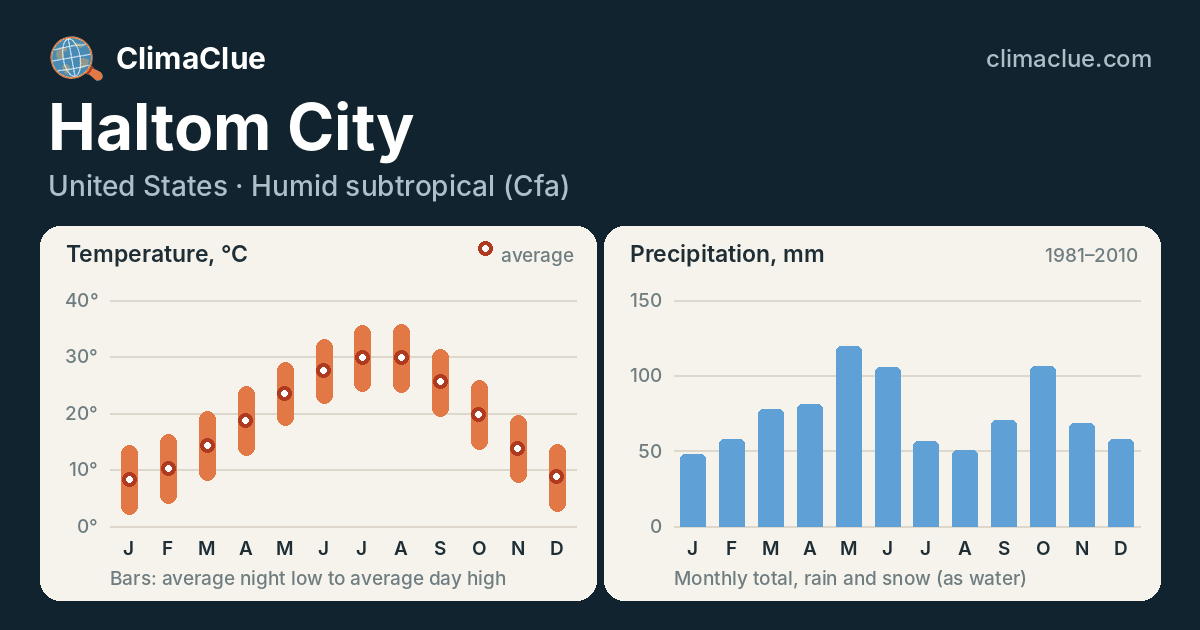 ClimaClue
climaclue.com
Haltom City
United States · Humid subtropical (Cfa)
Temperature, °C
average
40°
30°
20°
10°
0°
J F M A M J J A S O N D
Bars: average night low to average day high
Precipitation, mm
1981–2010
150
100
50
0
J F M A M J J A S O N D
Monthly total, rain and snow (as water)